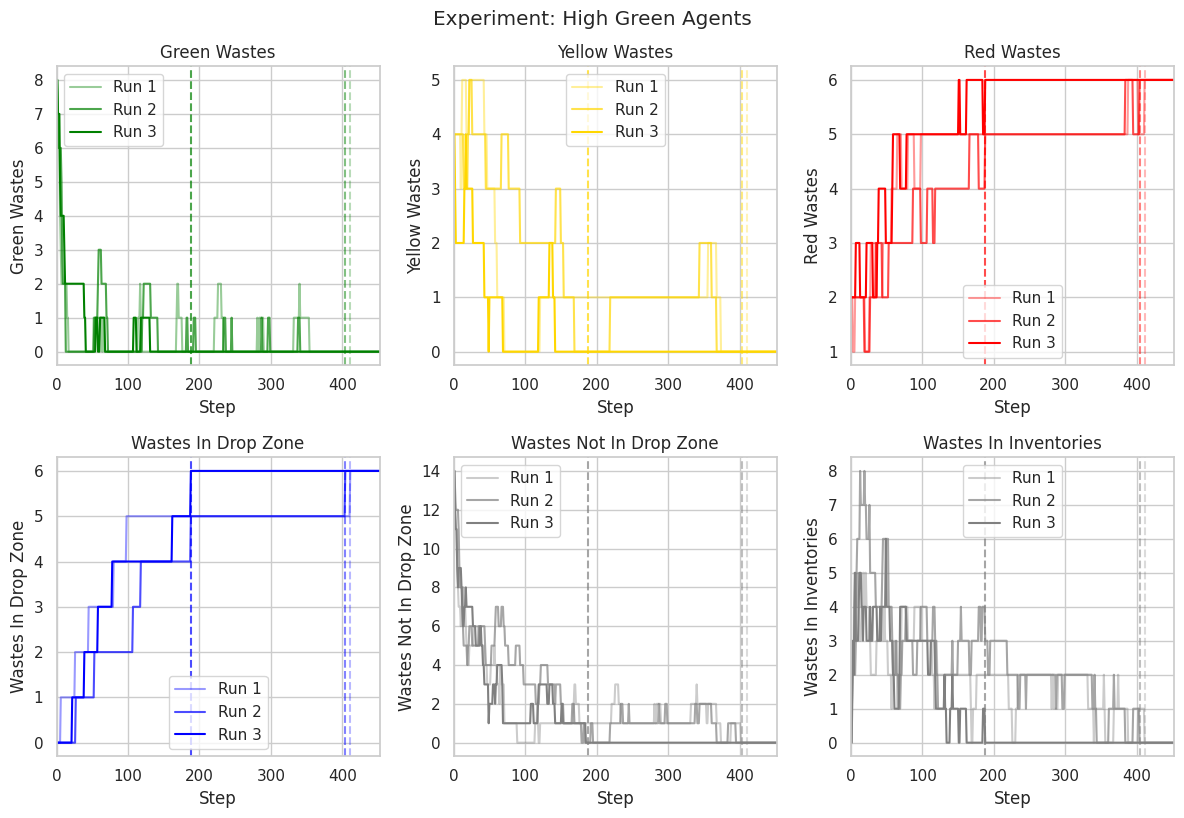 Experiment: High Green Agents
Green Wastes
Green Wastes
8
7
6
5
4
3
2
1
0
Run 1
Run 2
Run 3
0
100
200
300
400
Step
Yellow Wastes
Yellow Wastes
5
4
3
2
1
0
Run 1
Run 2
Run 3
0
100
200
300
400
Step
Red Wastes
Red Wastes
6
5
4
3
2
1
Run 1
Run 2
Run 3
0
100
200
300
400
Step
Wastes In Drop Zone
Wastes In Drop Zone
6
5
4
3
2
1
0
Run 1
Run 2
Run 3
0
100
200
300
400
Step
Wastes Not In Drop Zone
Wastes Not In Drop Zone
14
12
10
8
6
4
2
0
Run 1
Run 2
Run 3
0
100
200
300
400
Step
Wastes In Inventories
Wastes In Inventories
8
7
6
5
4
3
2
1
0
Run 1
Run 2
Run 3
0
100
200
300
400
Step